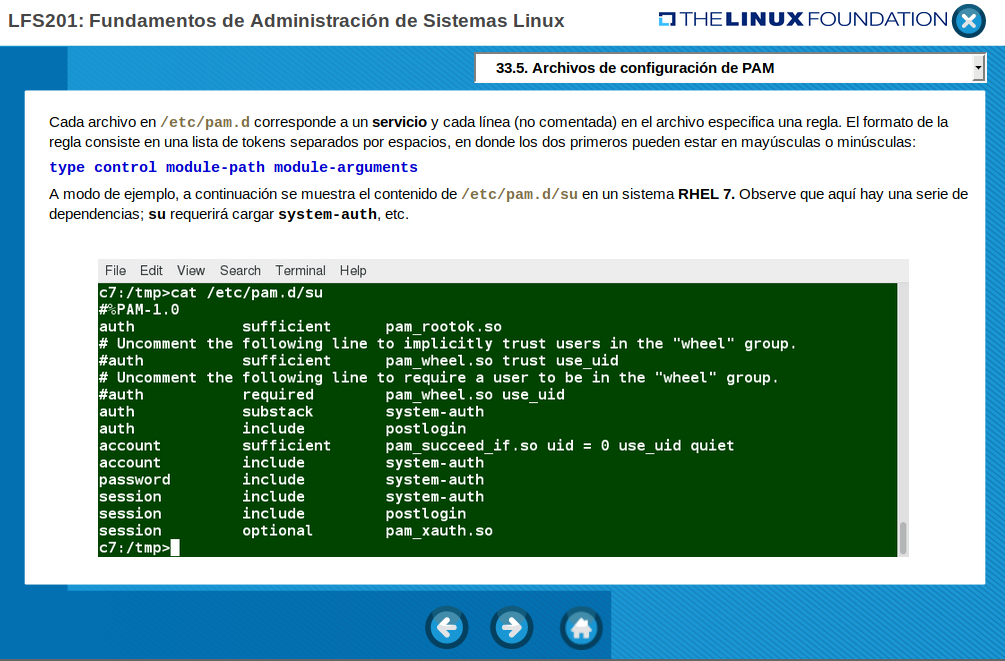 LFS201: Fundamentos de Administración de Sistemas Linux
THE LINUX FOUNDATION
33.5. Archivos de configuración de PAM
Cada archivo en /etc/pam.d corresponde a un servicio y cada línea (no comentada) en el archivo especifica una regla. El formato de la
regla consiste en una lista de tokens separados por espacios, en donde los dos primeros pueden estar en mayúsculas o minúsculas:
type control module-path module-arguments
A modo de ejemplo, a continuación se muestra el contenido de /etc/pam.d/su en un sistema RHEL 7. Observe que aquí hay una serie de
dependencias; su requerirá cargar system-auth, etc.
File Edit View Search Terminal Help
c7:/tmp>cat /etc/pam.d/su
#%PAM-1.0
auth sufficient pam_rootok.so
# Uncomment the following line to implicitly trust users in the "wheel" group.
#auth sufficient pam_wheel.so trust use_uid
# Uncomment the following line to require a user to be in the "wheel" group.
#auth required pam_wheel.so use_uid
auth substack system-auth
auth include postlogin
account sufficient pam_succeed_if.so uid = 0 use_uid quiet
account include system-auth
password include system-auth
session include system-auth
session include postlogin
session optional pam_xauth.so
c7:/tmp>